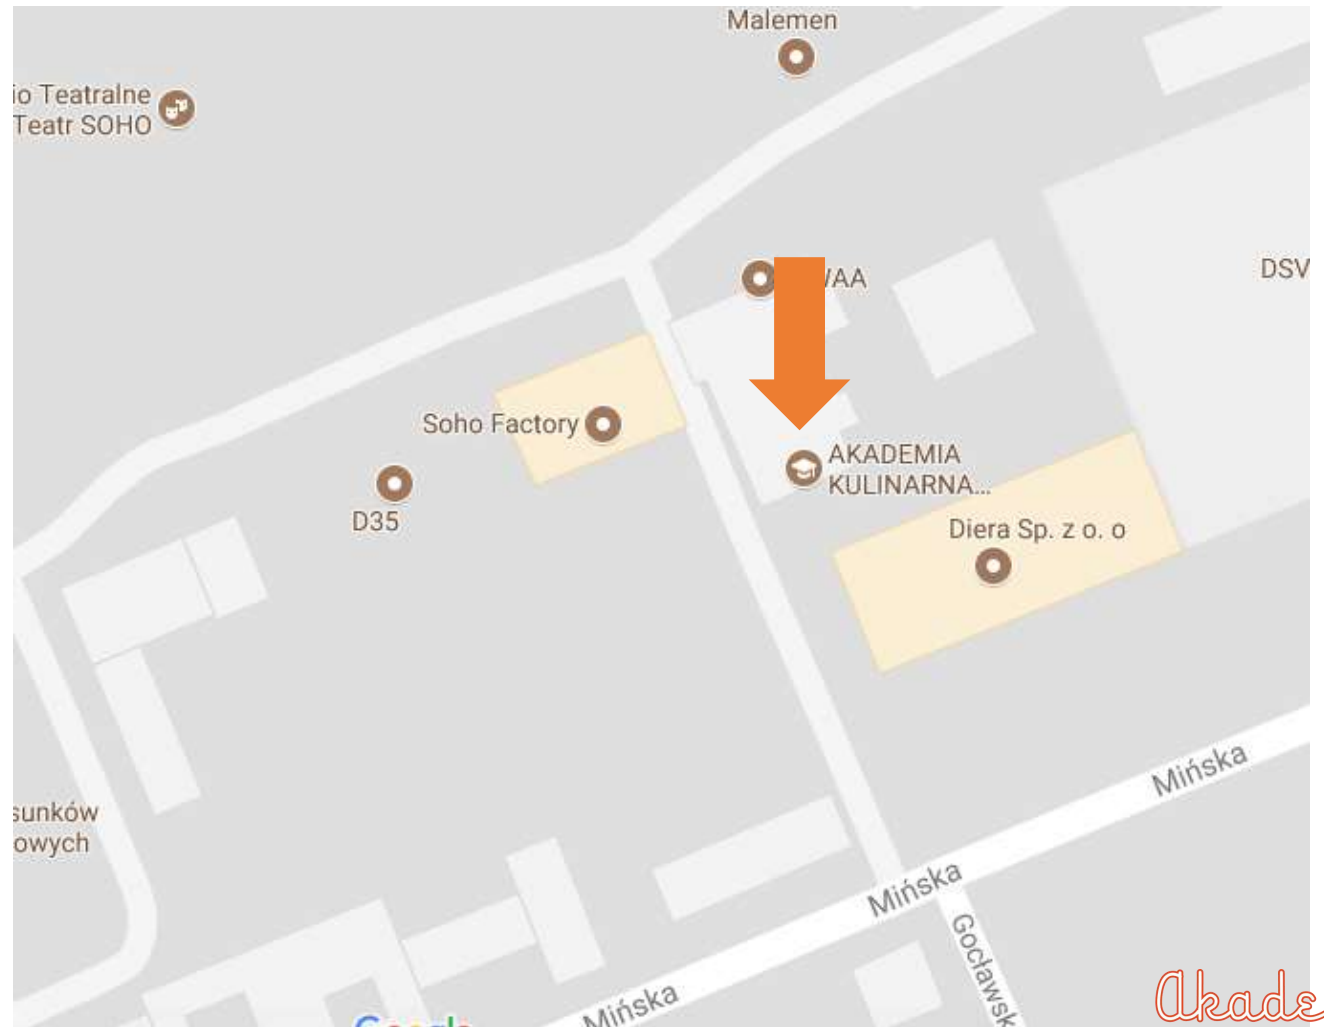 Malemen
io Teatralne
Teatr SOHO
DSV
Soho Factory
D35
AKADEMIA
KULINARNA...
Diera Sp. z o. o
Mińska
sunków
owych
Mińska
Gocławsk
Mińska
Google
Akade